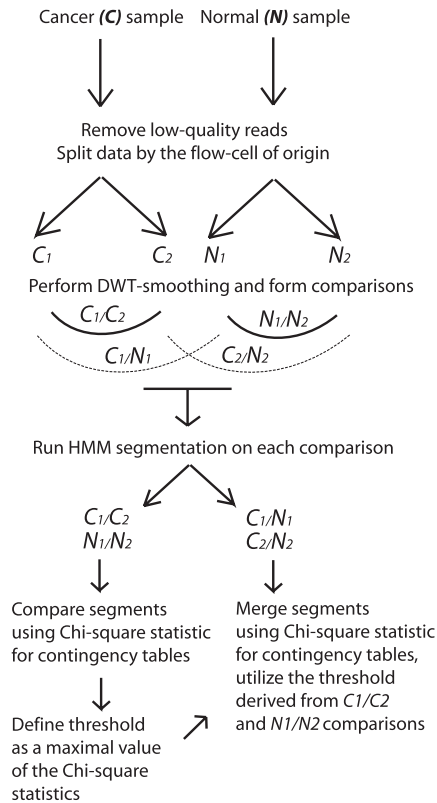 Cancer (C) sample Normal (N) sample
Remove low-quality reads
Split data by the flow-cell of origin
C1 C2 N1 N2
Perform DWT-smoothing and form comparisons
C1/C2 N1/N2
C1/N1 C2/N2
Run HMM segmentation on each comparison
C1/C2
N1/N2
C1/N1
C2/N2
Compare segments
using Chi-square statistic
for contingency tables
Define threshold
as a maximal value
of the Chi-square
statistics
Merge segments
using Chi-square statistic
for contingency tables,
utilize the threshold
derived from C1/C2
and N1/N2 comparisons